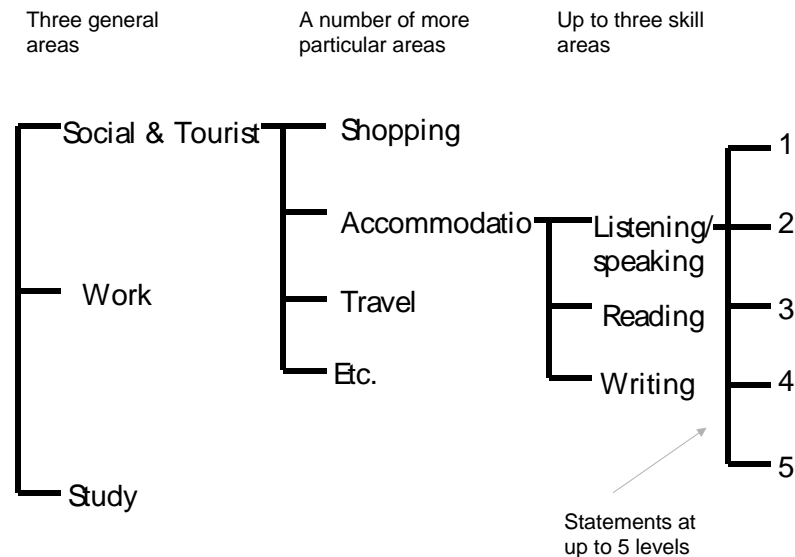 Three general
areas
A number of more
particular areas
Up to three skill
areas
Social & Tourist
Work
Study
Shopping
Accommodatio
Travel
Etc.
Listening/
speaking
Reading
Writing
1
2
3
4
5
Statements at
up to 5 levels